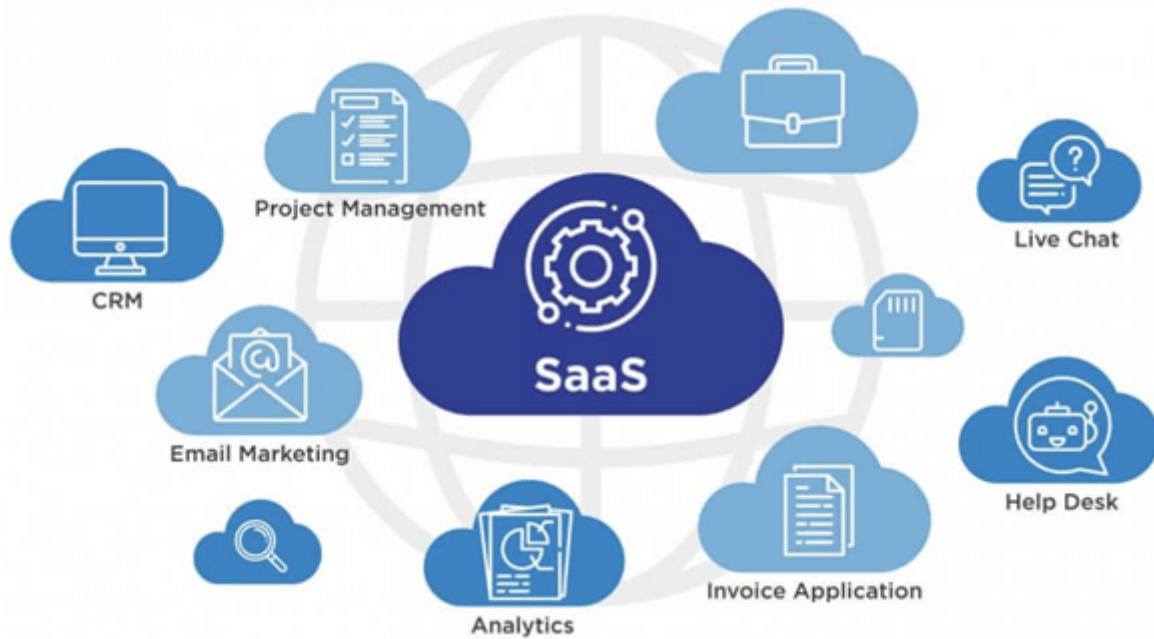 Project Management
Live Chat
CRM
SaaS
Email Marketing
Help Desk
Invoice Application
Analytics